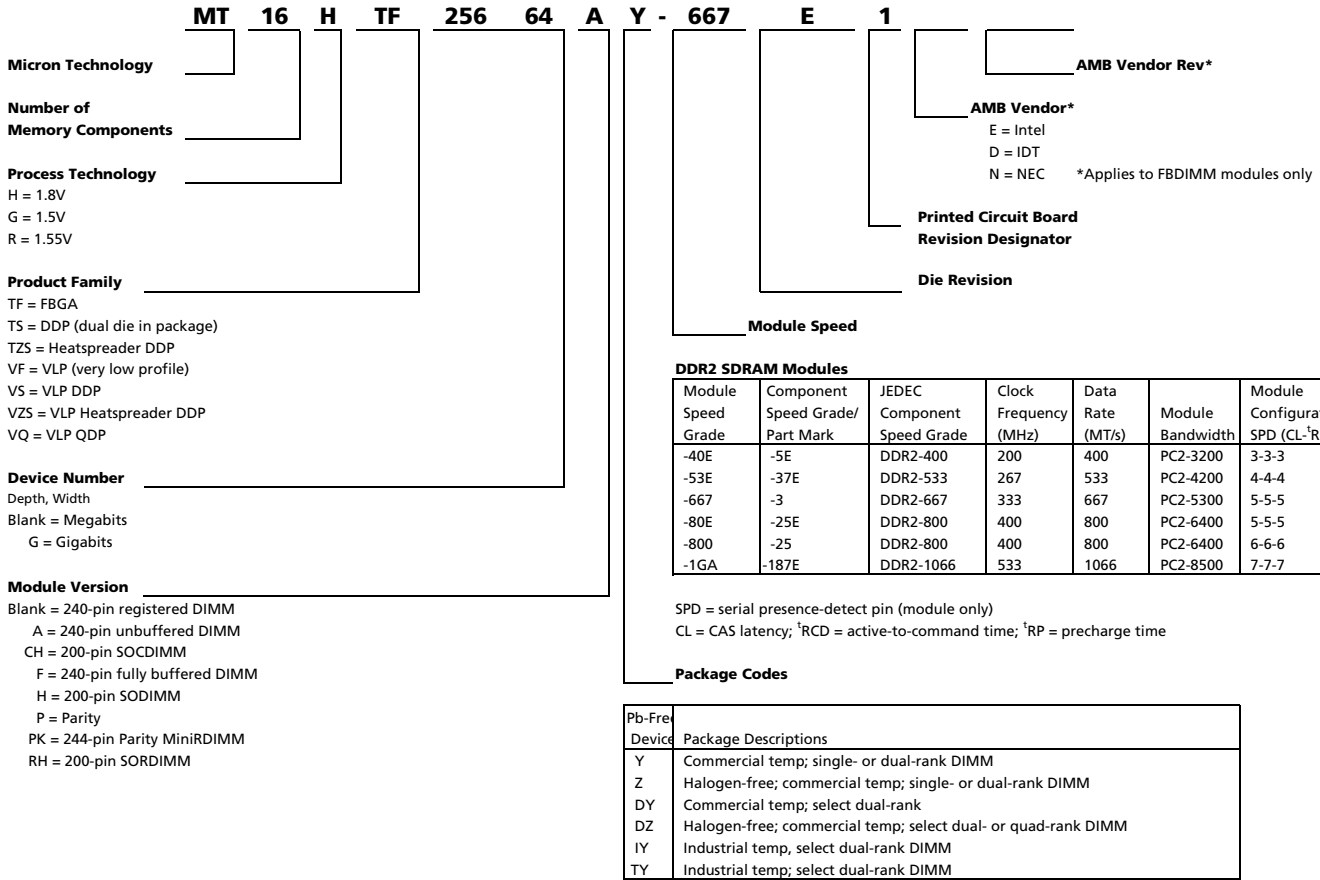 MT 16 H TF 256 64 A Y - 667 E 1
Micron Technology
Number of
Memory Components
Process Technology
H = 1.8V
G = 1.5V
R = 1.55V
Product Family
TF = FBGA
TS = DDP (dual die in package)
TZS = Heatspreader DDP
VF = VLP (very low profile)
VS = VLP DDP
VZS = VLP Heatspreader DDP
VQ = VLP QDP
Device Number
Depth, Width
Blank = Megabits
G = Gigabits
Module Version
Blank = 240-pin registered DIMM
A = 240-pin unbuffered DIMM
CH = 200-pin SOCDIMM
F = 240-pin fully buffered DIMM
H = 200-pin SODIMM
P = Parity
PK = 244-pin Parity MiniRDIMM
RH = 200-pin SORDIMM
AMB Vendor Rev*
AMB Vendor*
E = Intel
D = IDT
N = NEC *Applies to FBDIMM modules only
Printed Circuit Board
Revision Designator
Die Revision
Module Speed
DDR2 SDRAM Modules
Module Component JEDEC Clock Data Module
Speed Speed Grade/ Component Frequency Rate Module Configurat
Grade Part Mark Speed Grade (MHz) (MT/s) Bandwidth SPD (CL-tR
-40E -5E DDR2-400 200 400 PC2-3200 3-3-3
-53E -37E DDR2-533 267 533 PC2-4200 4-4-4
-667 -3 DDR2-667 333 667 PC2-5300 5-5-5
-80E -25E DDR2-800 400 800 PC2-6400 5-5-5
-800 -25 DDR2-800 400 800 PC2-6400 6-6-6
-1GA -187E DDR2-1066 533 1066 PC2-8500 7-7-7
SPD = serial presence-detect pin (module only)
CL = CAS latency; tRCD = active-to-command time; tRP = precharge time
Package Codes
Pb-Free
Device Package Descriptions
Y Commercial temp; single- or dual-rank DIMM
Z Halogen-free; commercial temp; single- or dual-rank DIMM
DY Commercial temp; select dual-rank
DZ Halogen-free; commercial temp; select dual- or quad-rank DIMM
IY Industrial temp, select dual-rank DIMM
TY Industrial temp; select dual-rank DIMM